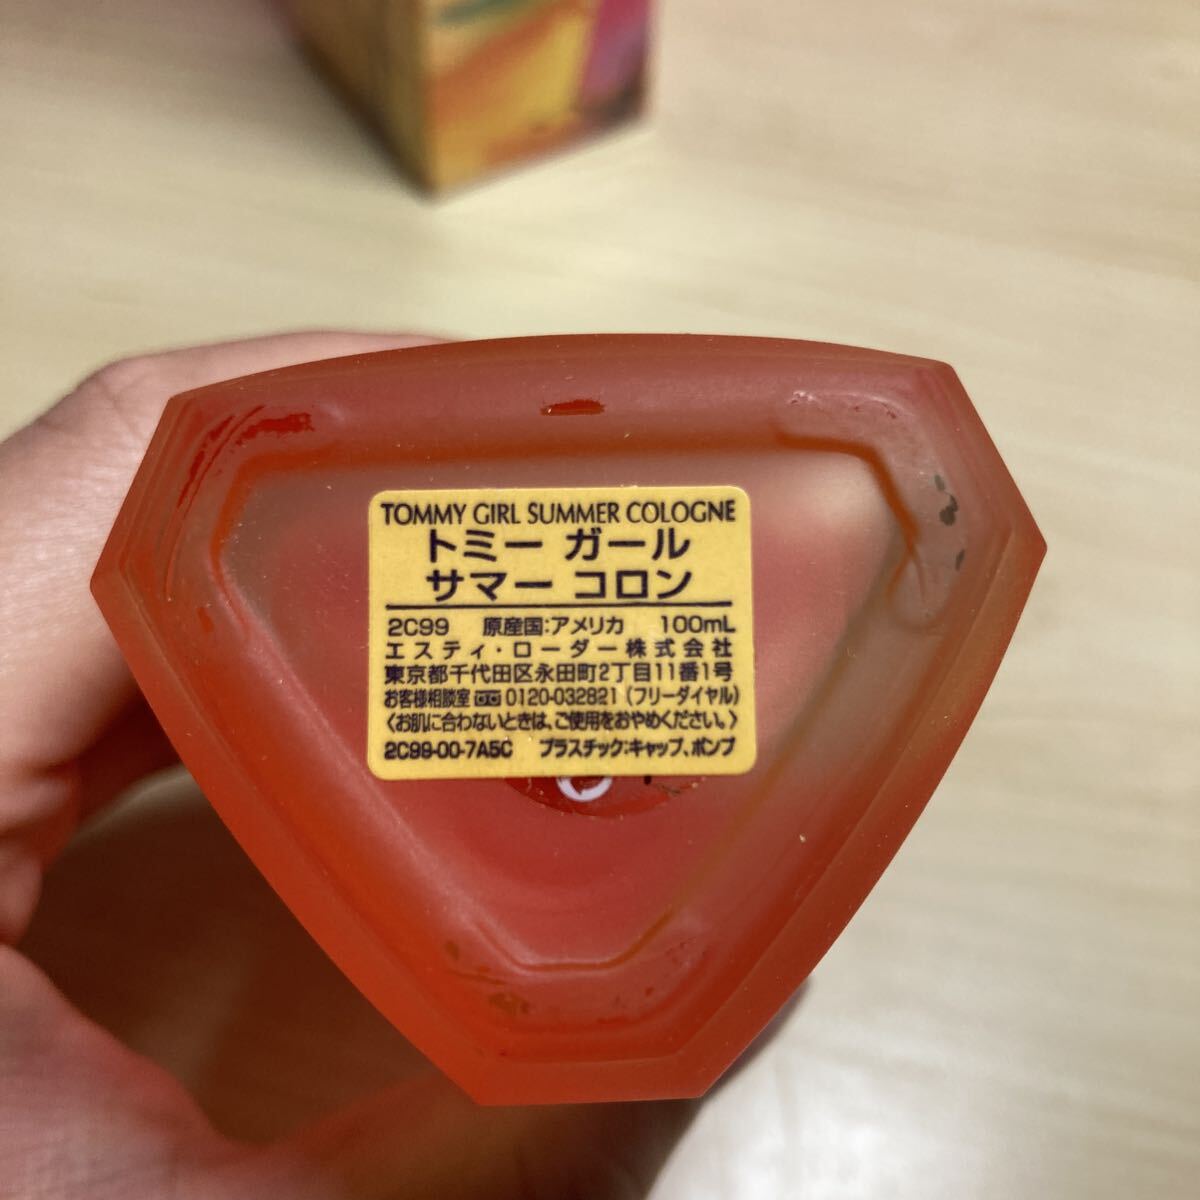 TOMMY GIRL SUMMER COLOGNE
トミー ガール
サマー コロン
2C99 原産国:アメリカ 100mL
エスティ・ローダー株式会社
東京都千代田区永田町2丁目11番1号
お客様相談室 0120-032821 (フリーダイヤル)
〈お肌に合わないときは、ご使用をおやめください。〉
2C99-00-7A5C プラスチック:キャップ、ポンプ